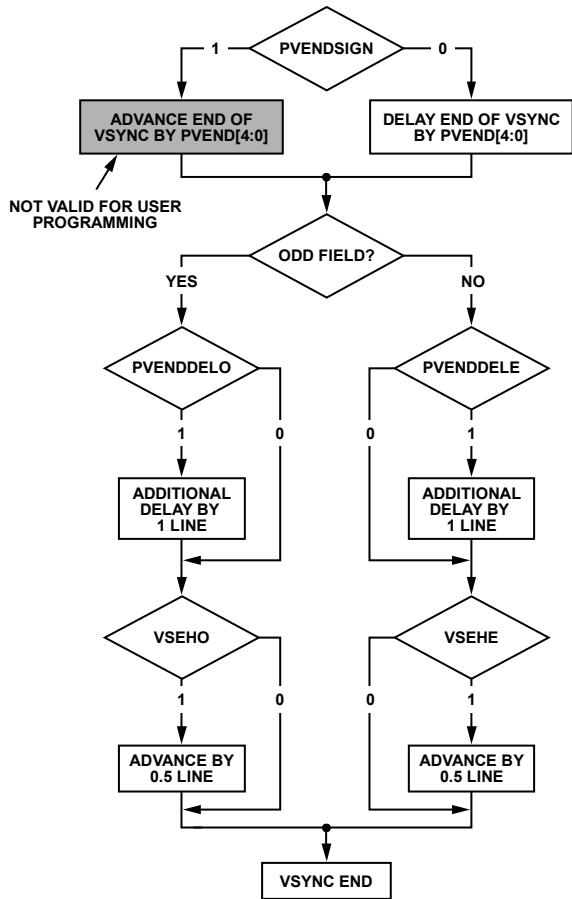 PVENDSIGN
1
0
ADVANCE END OF
VSYNC BY PVEND[4:0]
DELAY END OF VSYNC
BY PVEND[4:0]
NOT VALID FOR USER
PROGRAMMING
ODD FIELD?
YES
NO
PVENDDELO
PVENDDELE
1
0
0
1
ADDITIONAL
DELAY BY
1 LINE
ADDITIONAL
DELAY BY
1 LINE
VSEHO
VSEHE
1
0
0
1
ADVANCE BY
0.5 LINE
ADVANCE BY
0.5 LINE
VSYNC END